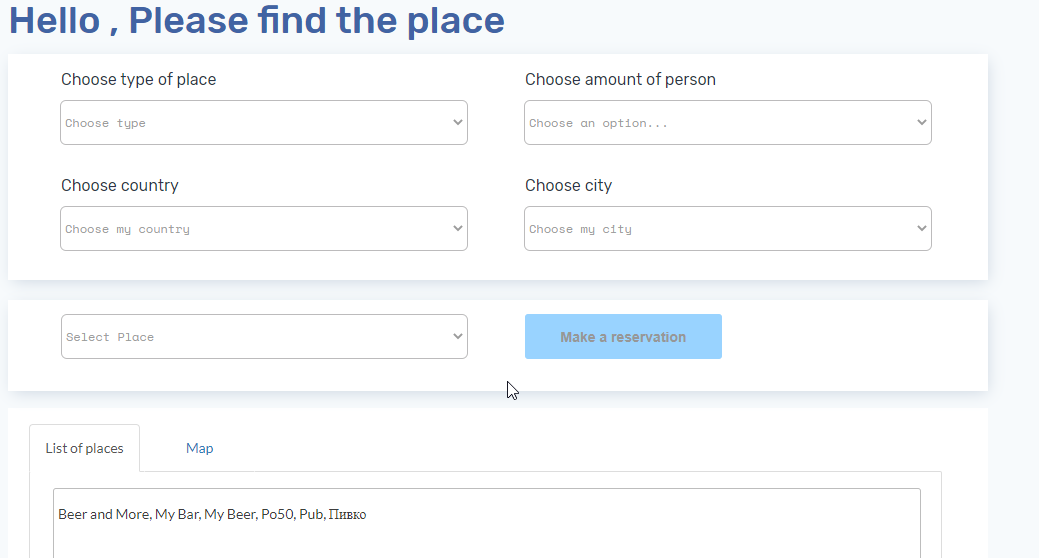 Hello , Please find the place
Choose type of place
Choose amount of person
Choose type
Choose an option...
Choose country
Choose city
Choose my country
Choose my city
Select Place
Make a reservation
List of places
Map
Beer and More, My Bar, My Beer, Po50, Pub, Пивко